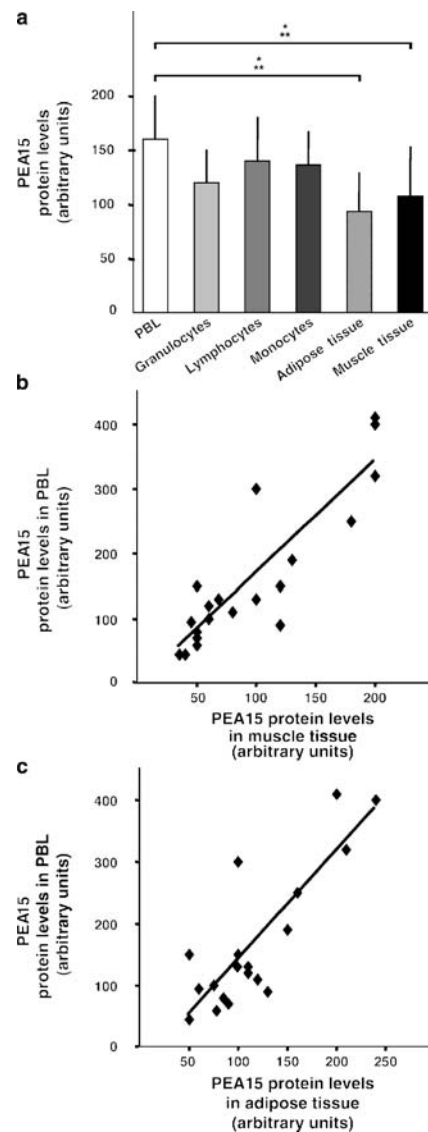 a
*
**
*
**
PEA15
protein levels
(arbitrary units)
200
150
100
50
0
PBL
Granulocytes
Lymphocytes
Monocytes
Adipose tissue
Muscle tissue
b
PEA15
protein levels in PBL
(arbitrary units)
400
300
200
100
0
50
100
150
200
PEA15 protein levels
in muscle tissue
(arbitrary units)
c
PEA15
protein levels in PBL
(arbitrary units)
400
300
200
100
0
50
100
150
200
250
PEA15 protein levels
in adipose tissue
(arbitrary units)